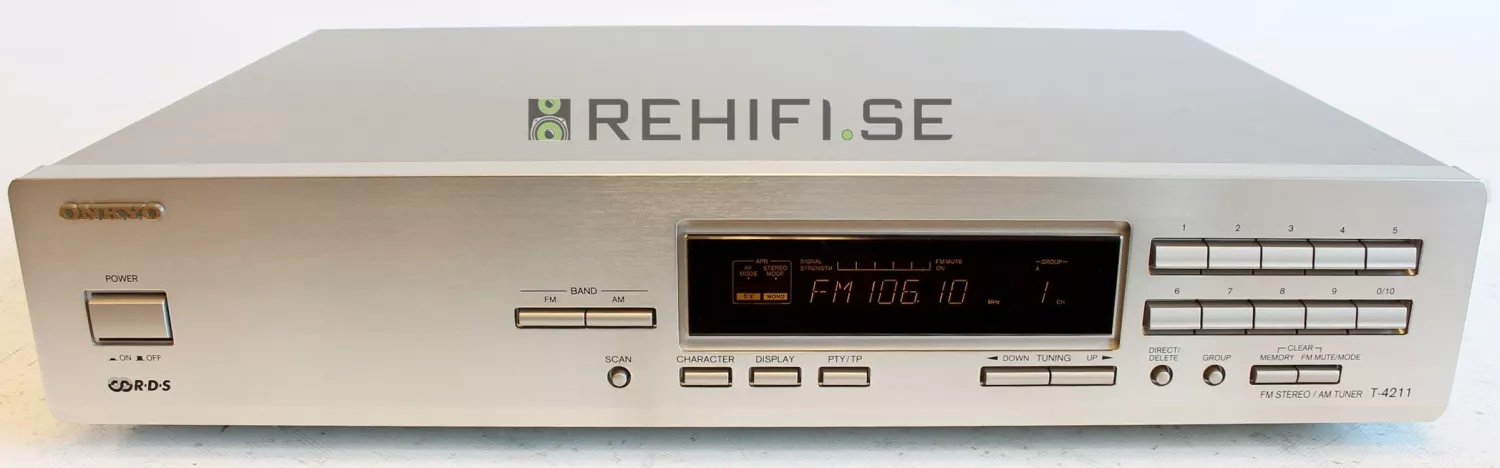 REHIFI.SE
ONKYO
POWER
ON OFF
R·D·S
BAND
FM AM
SCAN
APR
RF MODE STEREO MODE
DX MONO
SIGNAL STRENGTH
FM MUTE ON
GROUP
A
FM 106.10 MHz 1 CH
CHARACTER DISPLAY PTY/TP
DOWN TUNING UP
1 2 3 4 5
6 7 8 9 0/10
DIRECT/
DELETE
GROUP
CLEAR
MEMORY FM MUTE/MODE
FM STEREO / AM TUNER T-4211